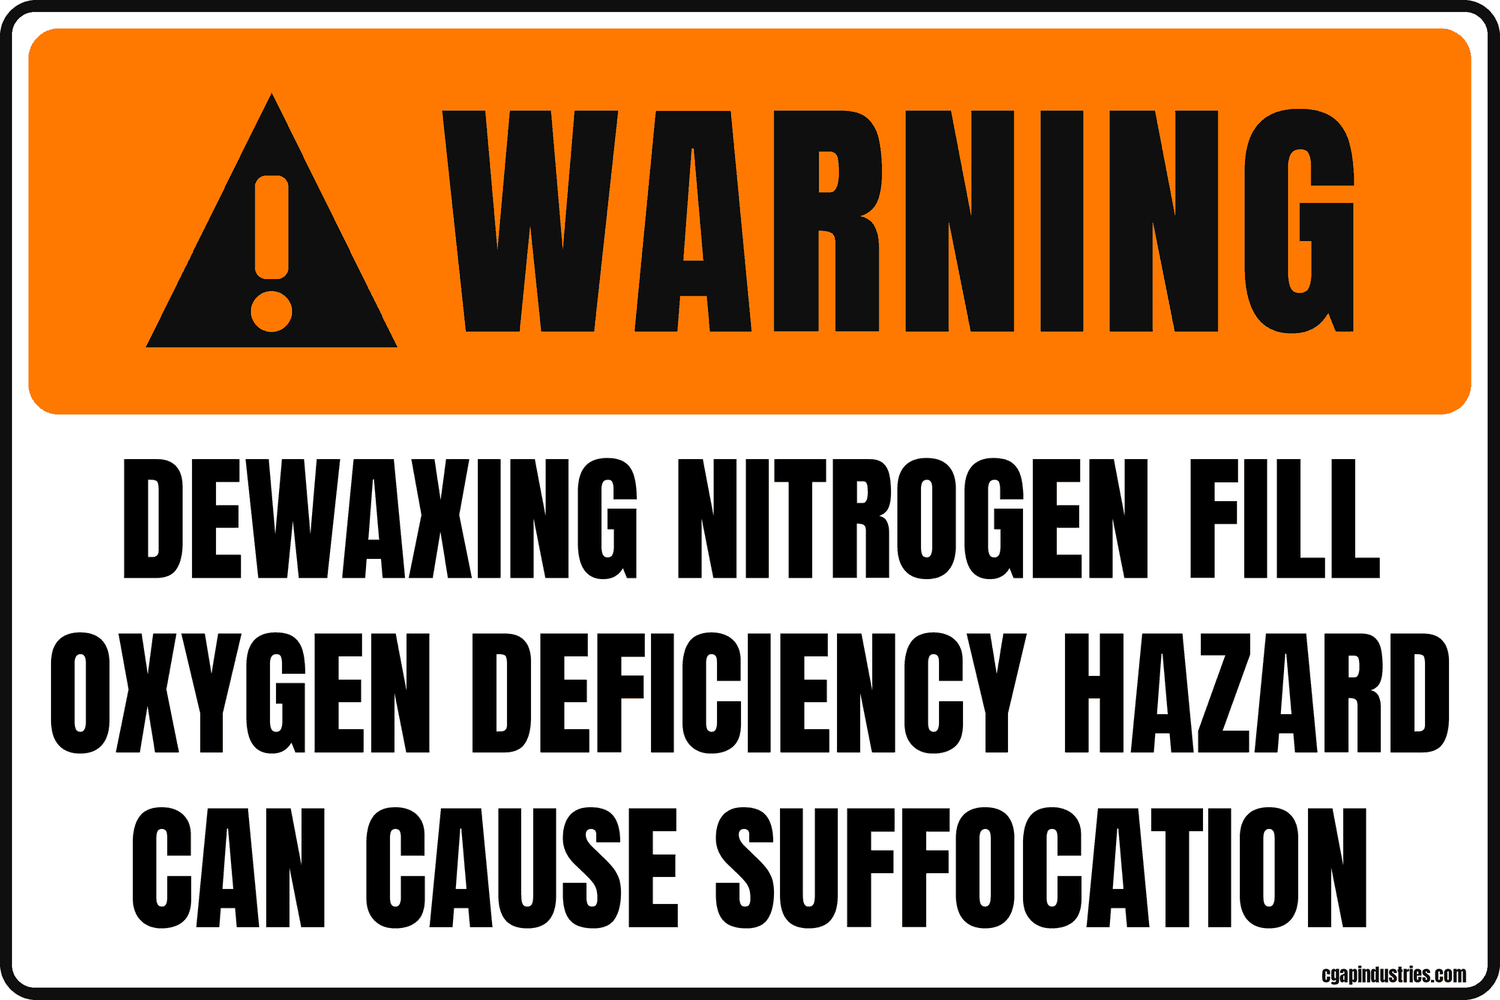 WARNING
DEWAXING NITROGEN FILL
OXYGEN DEFICIENCY HAZARD
CAN CAUSE SUFFOCATION
cgapindustries.com